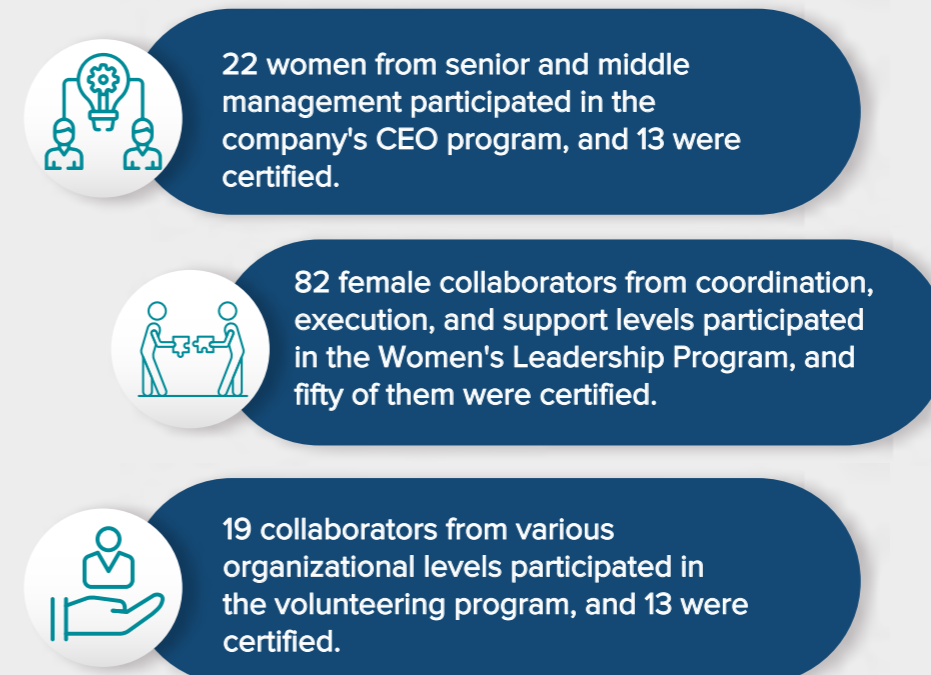 22 women from senior and middle
management participated in the
company's CEO program, and 13 were
certified.
82 female collaborators from coordination,
execution, and support levels participated
in the Women's Leadership Program, and
fifty of them were certified.
19 collaborators from various
organizational levels participated in
the volunteering program, and 13 were
certified.